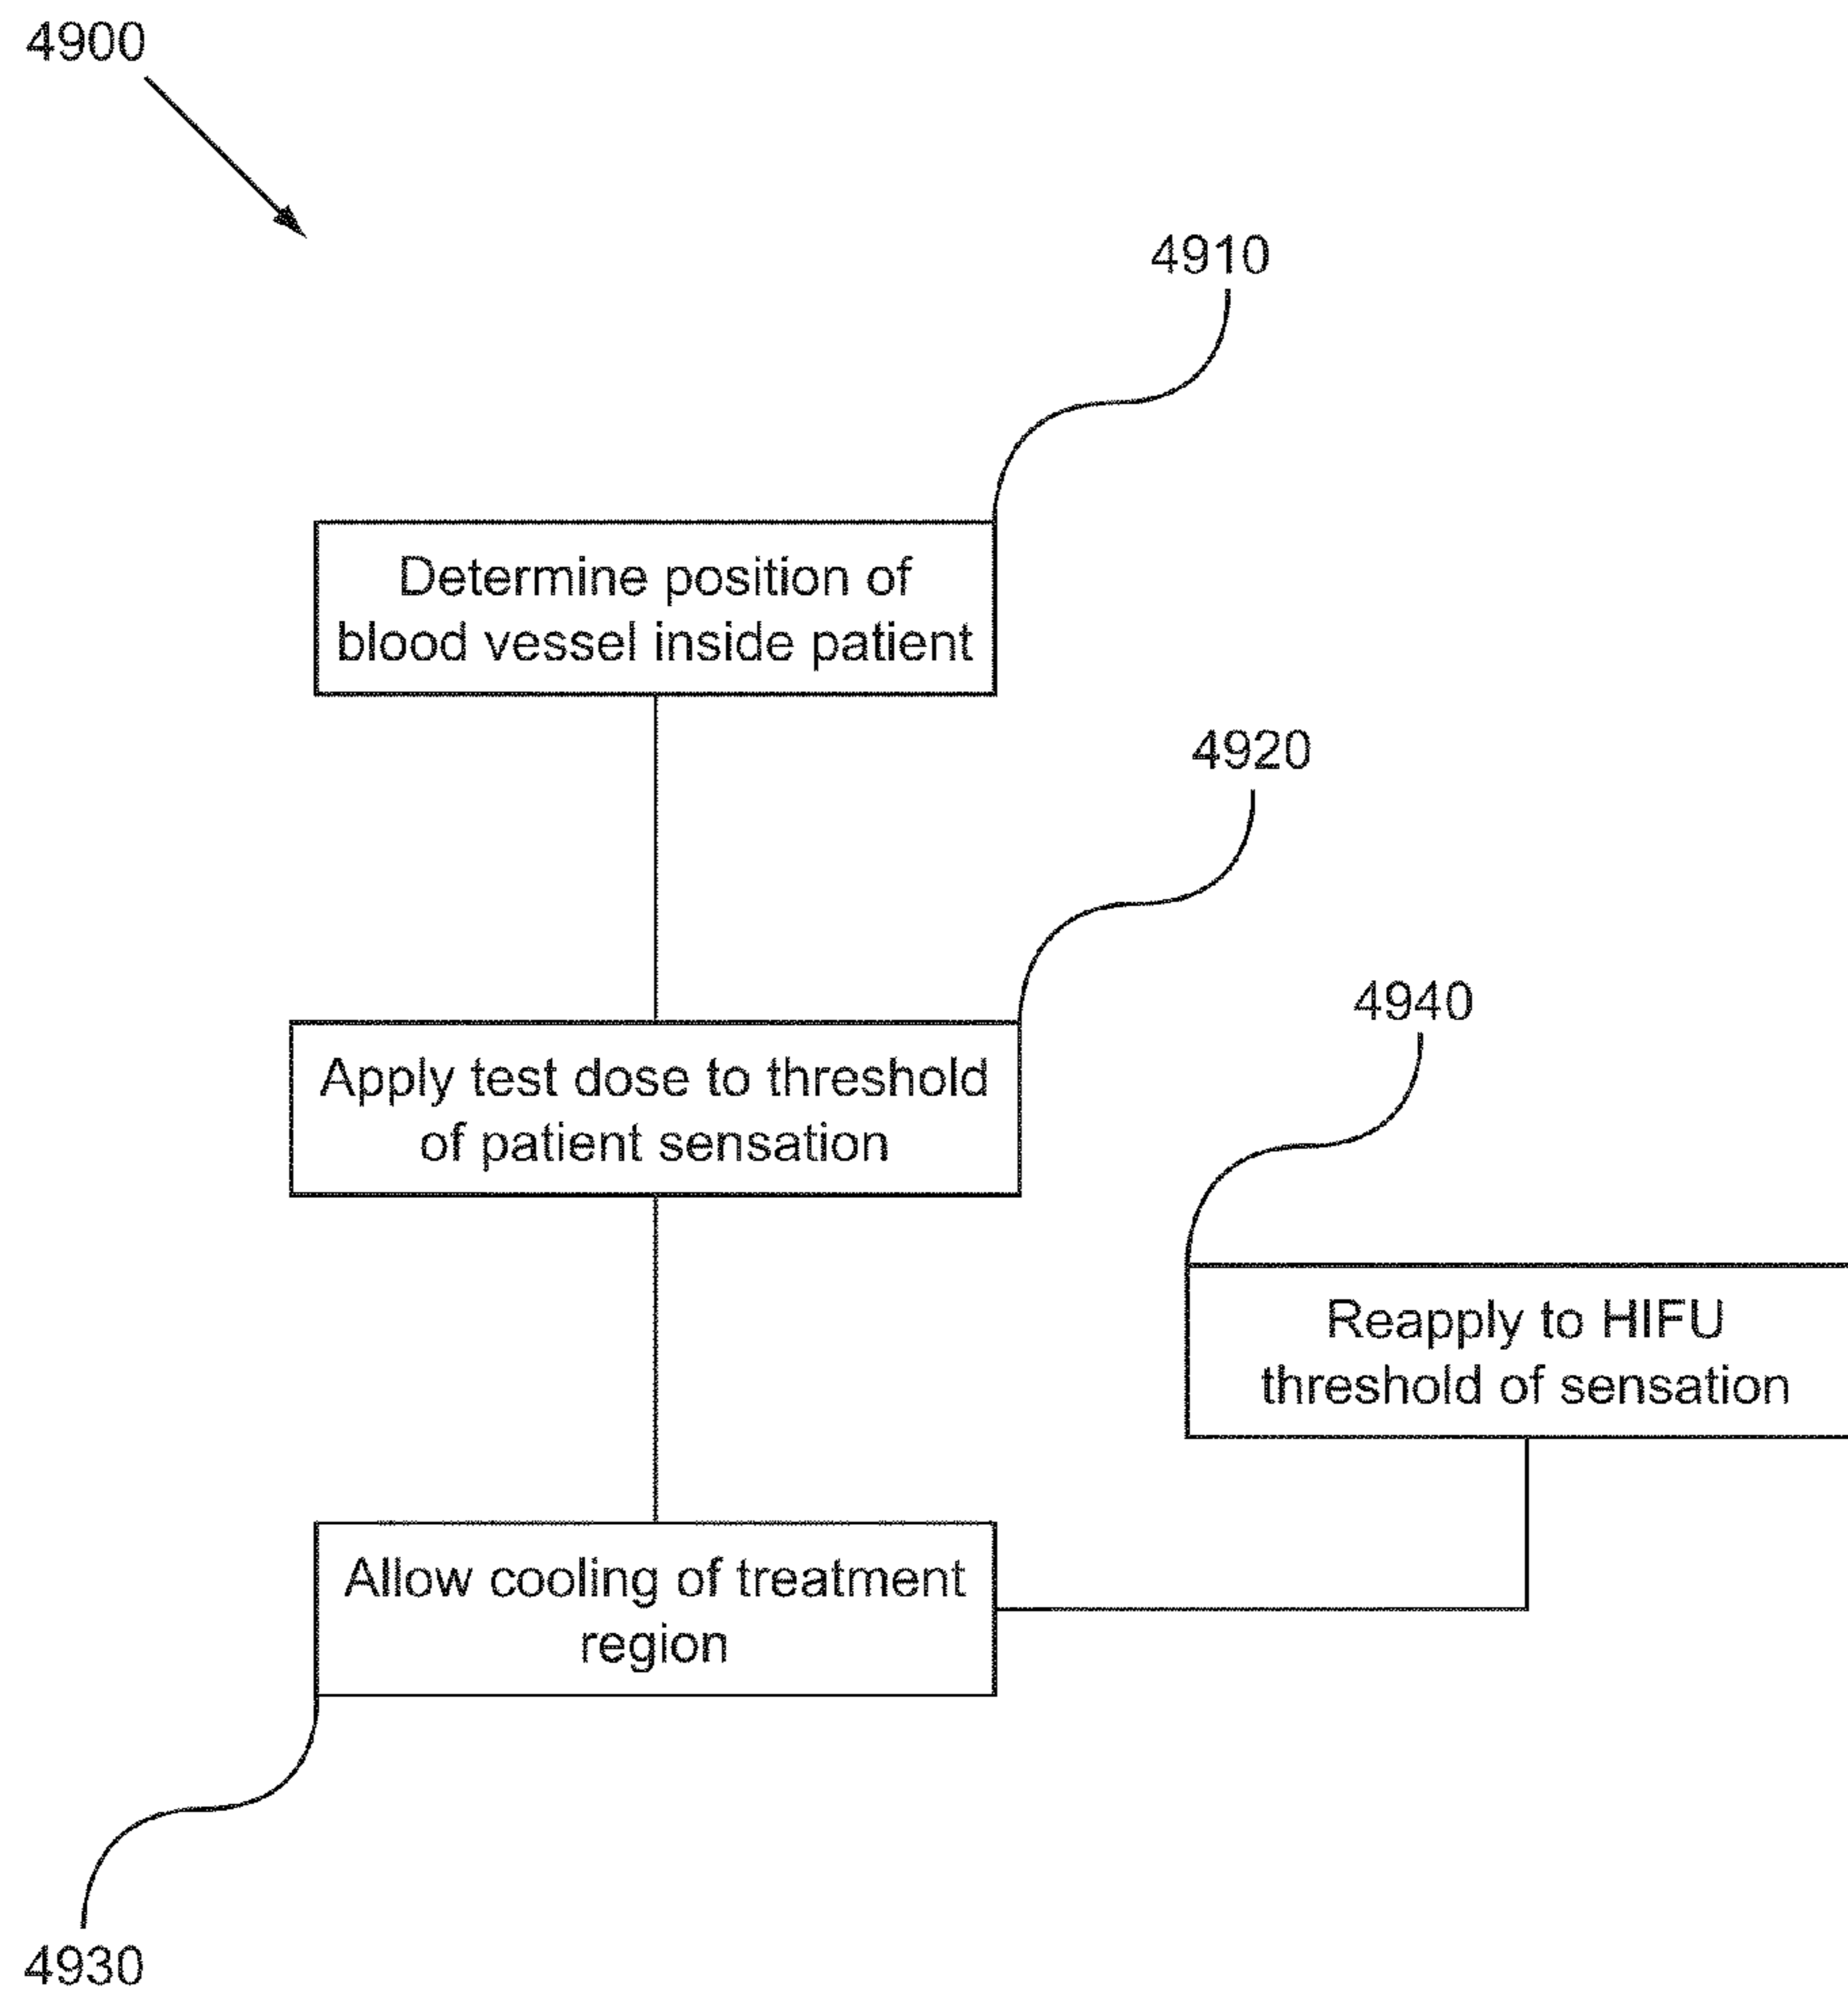 4900
4910
Determine position of
blood vessel inside patient
4920
Apply test dose to threshold
of patient sensation
4940
Reapply to HIFU
threshold of sensation
Allow cooling of treatment
region
4930